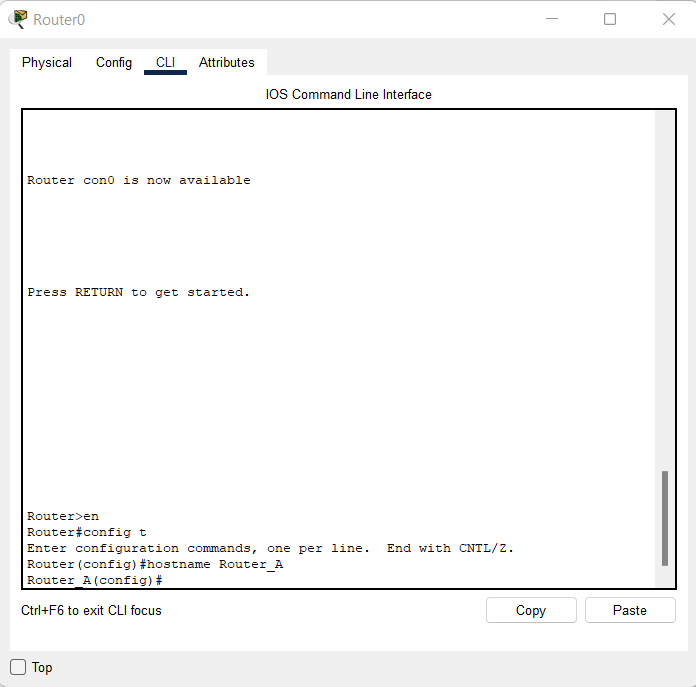 Router0
Physical Config CLI Attributes
IOS Command Line Interface
Router con0 is now available
Press RETURN to get started.
Router>en
Router#config t
Enter configuration commands, one per line.  End with CNTL/Z.
Router(config)#hostname Router_A
Router_A(config)#
Ctrl+F6 to exit CLI focus
Copy Paste
Top